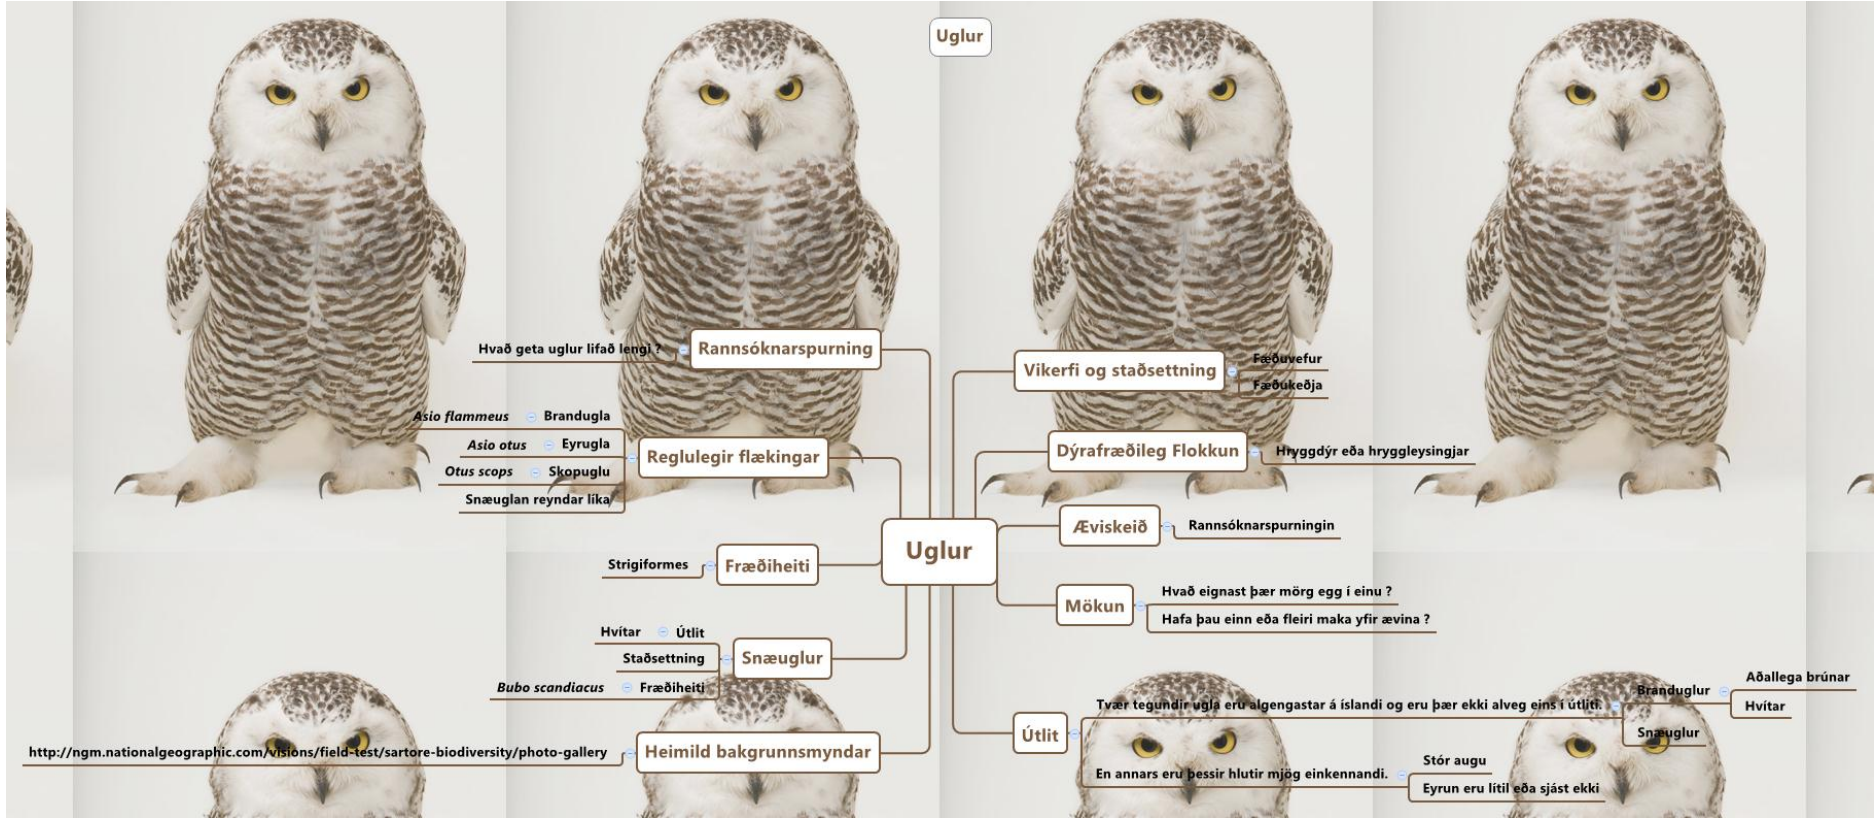 Uglur
Uglur
Rannsóknarspurning
Hvað geta uglur lifað lengi ?
Reglulegir flækingar
Brandugla
Asio flammeus
Eyrugla
Asio otus
Skopuglu
Otus scops
Snæuglan reyndar líka
Fræðiheiti
Strigiformes
Snæuglur
Útlit
Hvítar
Staðsettning
Fræðiheiti
Bubo scandiacus
Heimild bakgrunnsmyndar
http://ngm.nationalgeographic.com/visions/field-test/sartore-biodiversity/photo-gallery
Vikerfi og staðsettning
Fæðuvefur
Fæðukeðja
Dýrafræðileg Flokkun
Hryggdýr eða hryggleysingjar
Æviskeið
Rannsóknarspurningin
Mökun
Hvað eignast þær mörg egg í einu ?
Hafa þau einn eða fleiri maka yfir ævina ?
Útlit
Tvær tegundir ugla eru algengastar á íslandi og eru þær ekki alveg eins í útliti.
Branduglur
Aðallega brúnar
Hvítar
Snæuglur
En annars eru þessir hlutir mjög einkennandi.
Stór augu
Eyrun eru lítil eða sjást ekki